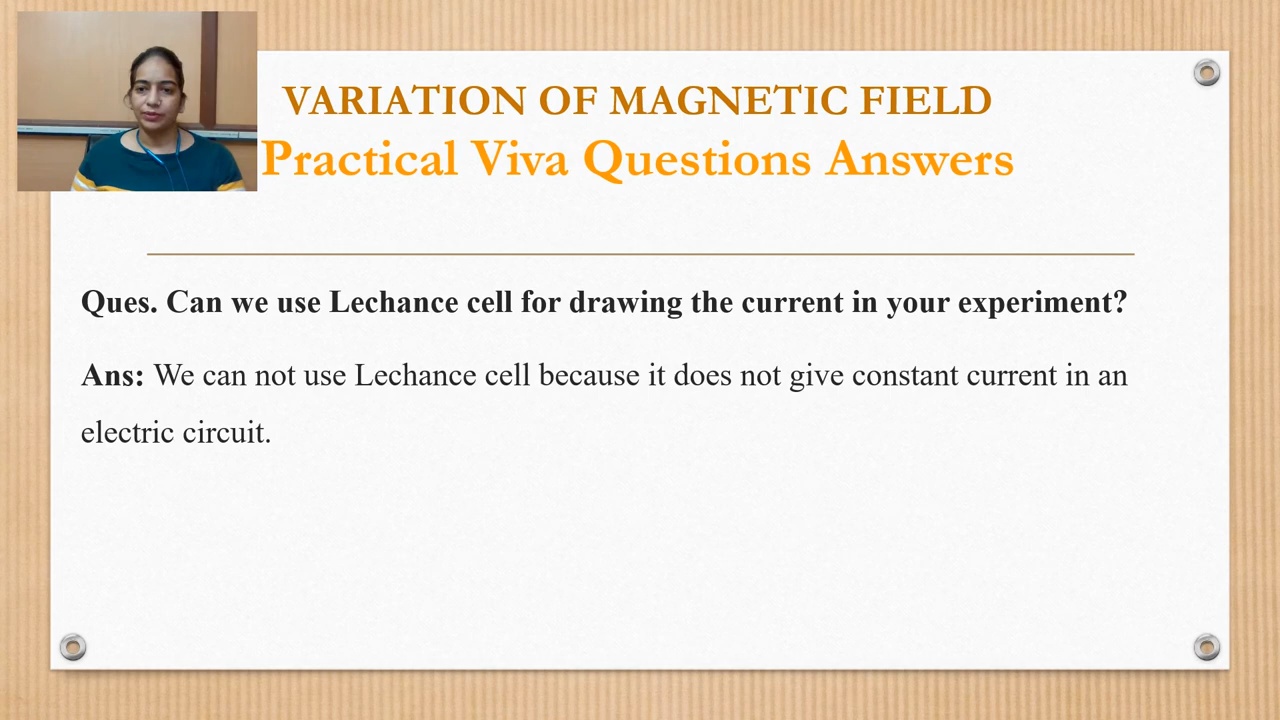 VARIATION OF MAGNETIC FIELD
Practical Viva Questions Answers
Ques. Can we use Lechance cell for drawing the current in your experiment?
Ans: We can not use Lechance cell because it does not give constant current in an
electric circuit.